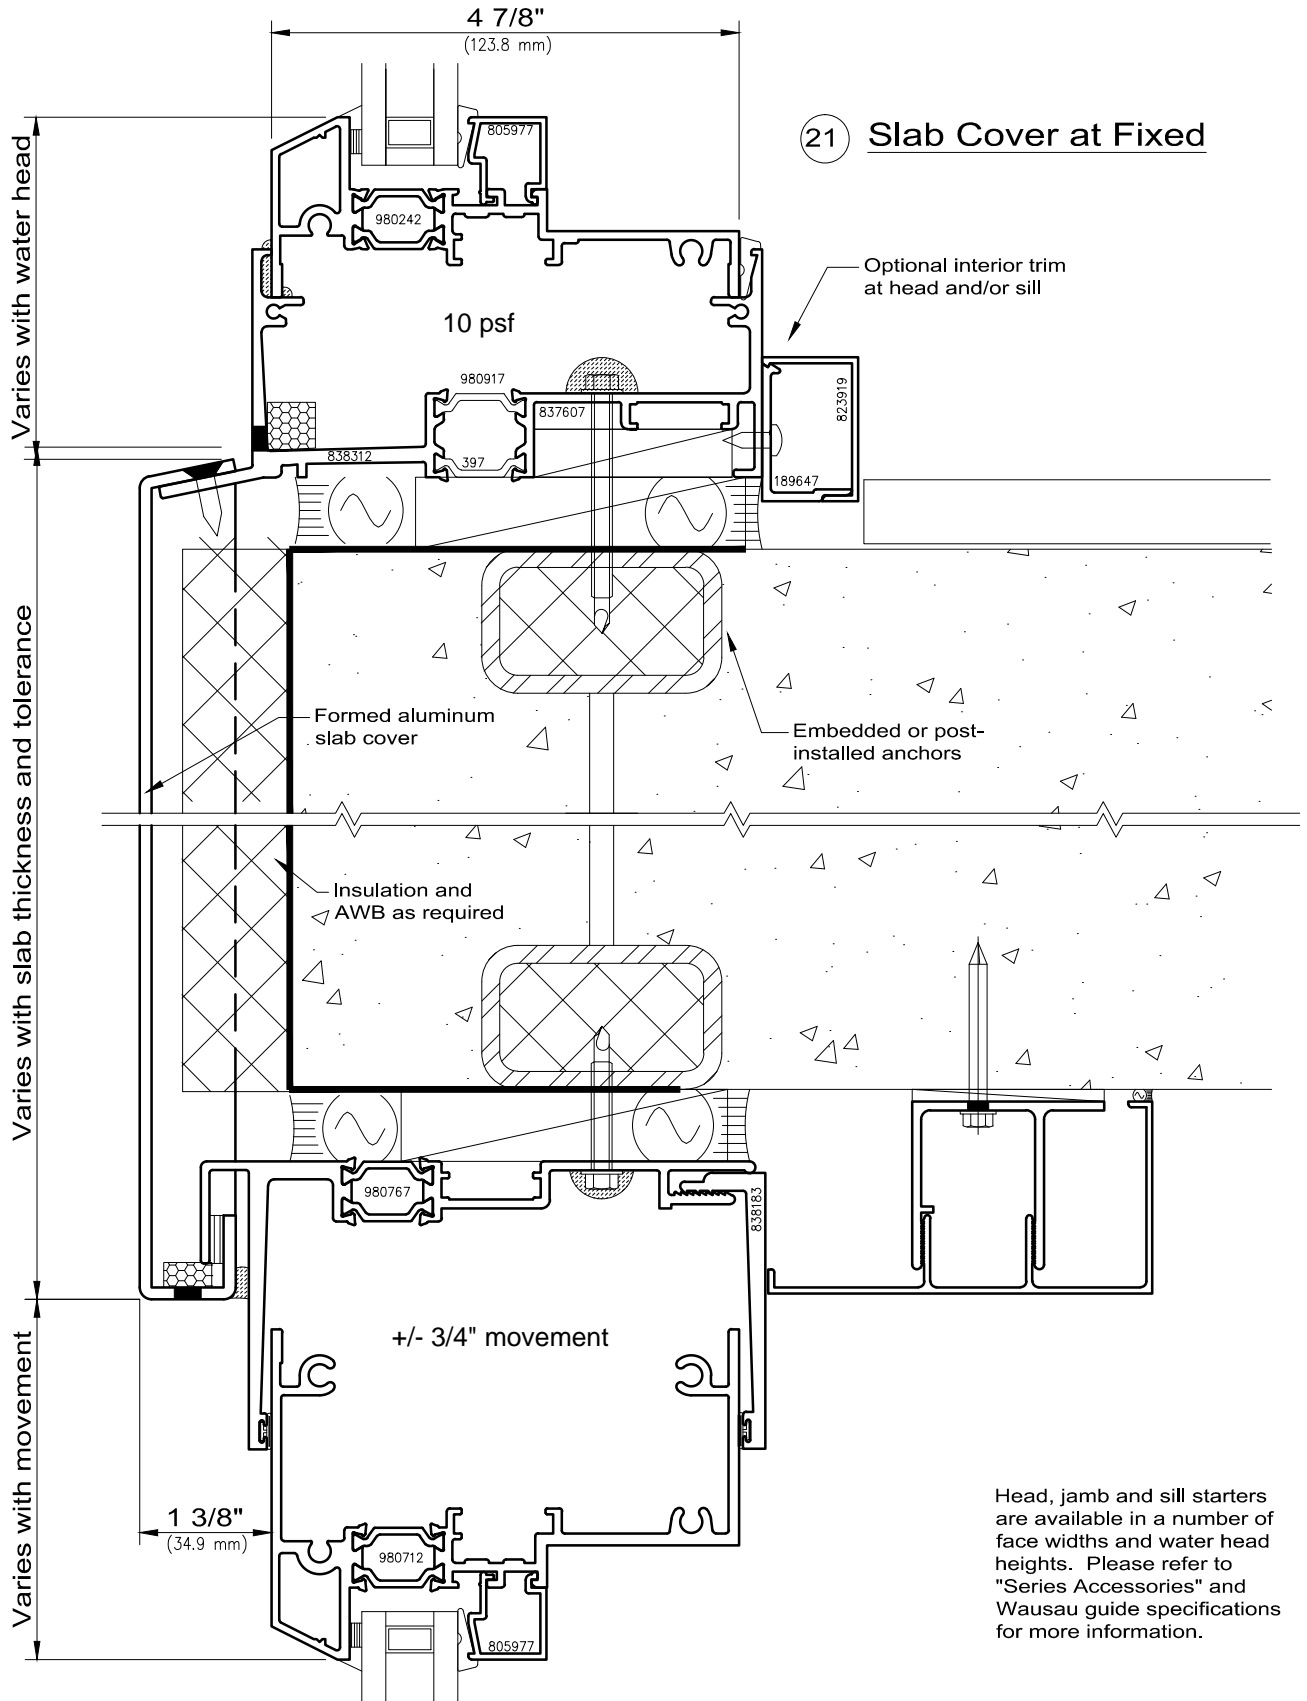 4 7/8"
(123.8 mm)
21 Slab Cover at Fixed
805977
980242
Optional interior trim
at head and/or sill
10 psf
980917
837607
823919
838312
397
189647
Varies with water head
Formed aluminum
slab cover
Embedded or post-
installed anchors
Varies with slab thickness and tolerance
Insulation and
AWB as required
980767
838183
+/- 3/4" movement
Varies with movement
1 3/8"
(34.9 mm)
980712
805977
Head, jamb and sill starters
are available in a number of
face widths and water head
heights. Please refer to
"Series Accessories" and
Wausau guide specifications
for more information.